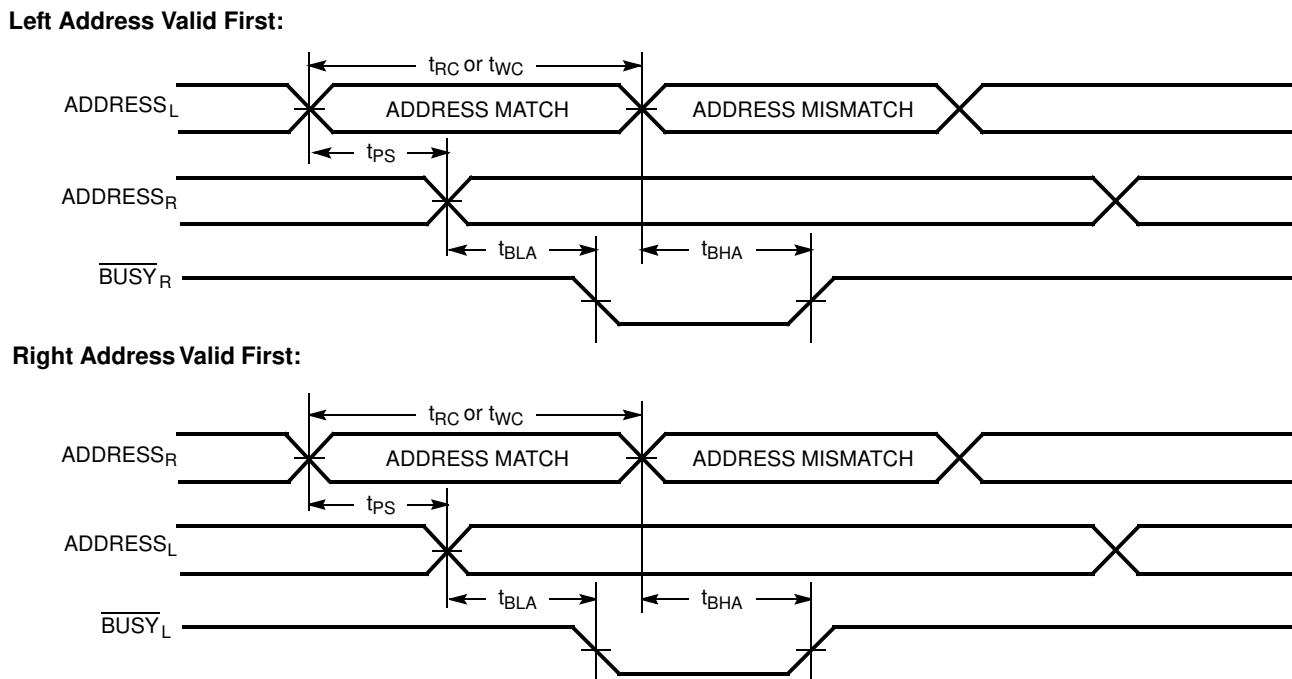 Left Address Valid First:
tRC or tWC
ADDRESSL
ADDRESS MATCH
ADDRESS MISMATCH
tPS
ADDRESSR
tBLA
tBHA
BUSYR
Right Address Valid First:
tRC or tWC
ADDRESSR
ADDRESS MATCH
ADDRESS MISMATCH
tPS
ADDRESSL
tBLA
tBHA
BUSYL